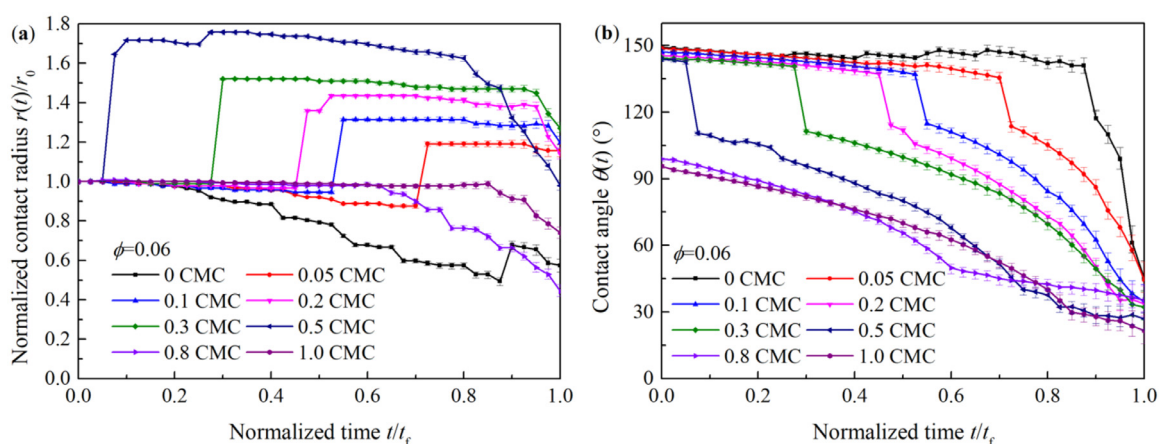 (a)
Normalized contact radius r(t)/r₀
1.8
1.6
1.4
1.2
1.0
0.8
0.6
0.4
0.2
0.0
ϕ=0.06
0 CMC 0.05 CMC
0.1 CMC 0.2 CMC
0.3 CMC 0.5 CMC
0.8 CMC 1.0 CMC
0.0 0.2 0.4 0.6 0.8 1.0
Normalized time t/t_f
(b)
Contact angle θ(t) (°)
150
120
90
60
30
0
ϕ=0.06
0 CMC 0.05 CMC
0.1 CMC 0.2 CMC
0.3 CMC 0.5 CMC
0.8 CMC 1.0 CMC
0.0 0.2 0.4 0.6 0.8 1.0
Normalized time t/t_f